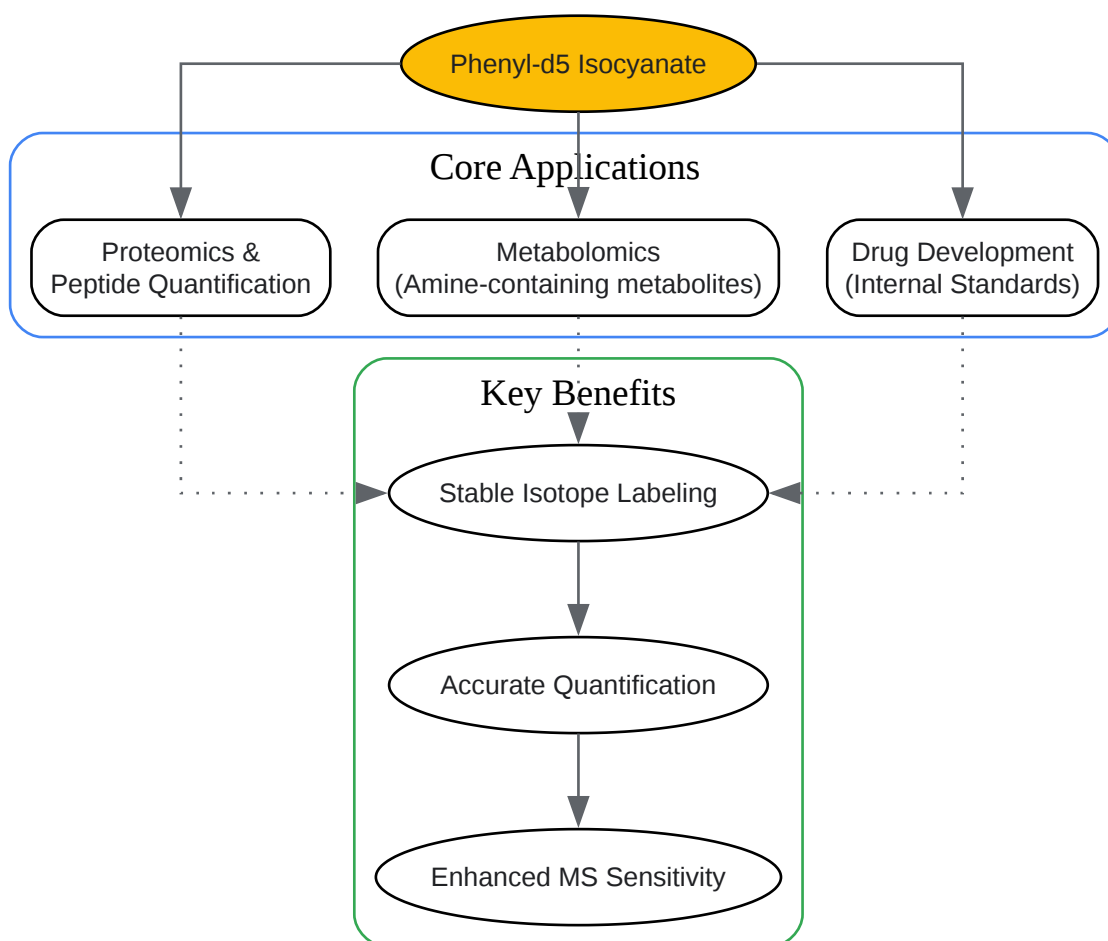 Phenyl-d5 Isocyanate
Core Applications
Proteomics &
Peptide Quantification
Metabolomics
(Amine-containing metabolites)
Drug Development
(Internal Standards)
Key Benefits
Stable Isotope Labeling
Accurate Quantification
Enhanced MS Sensitivity